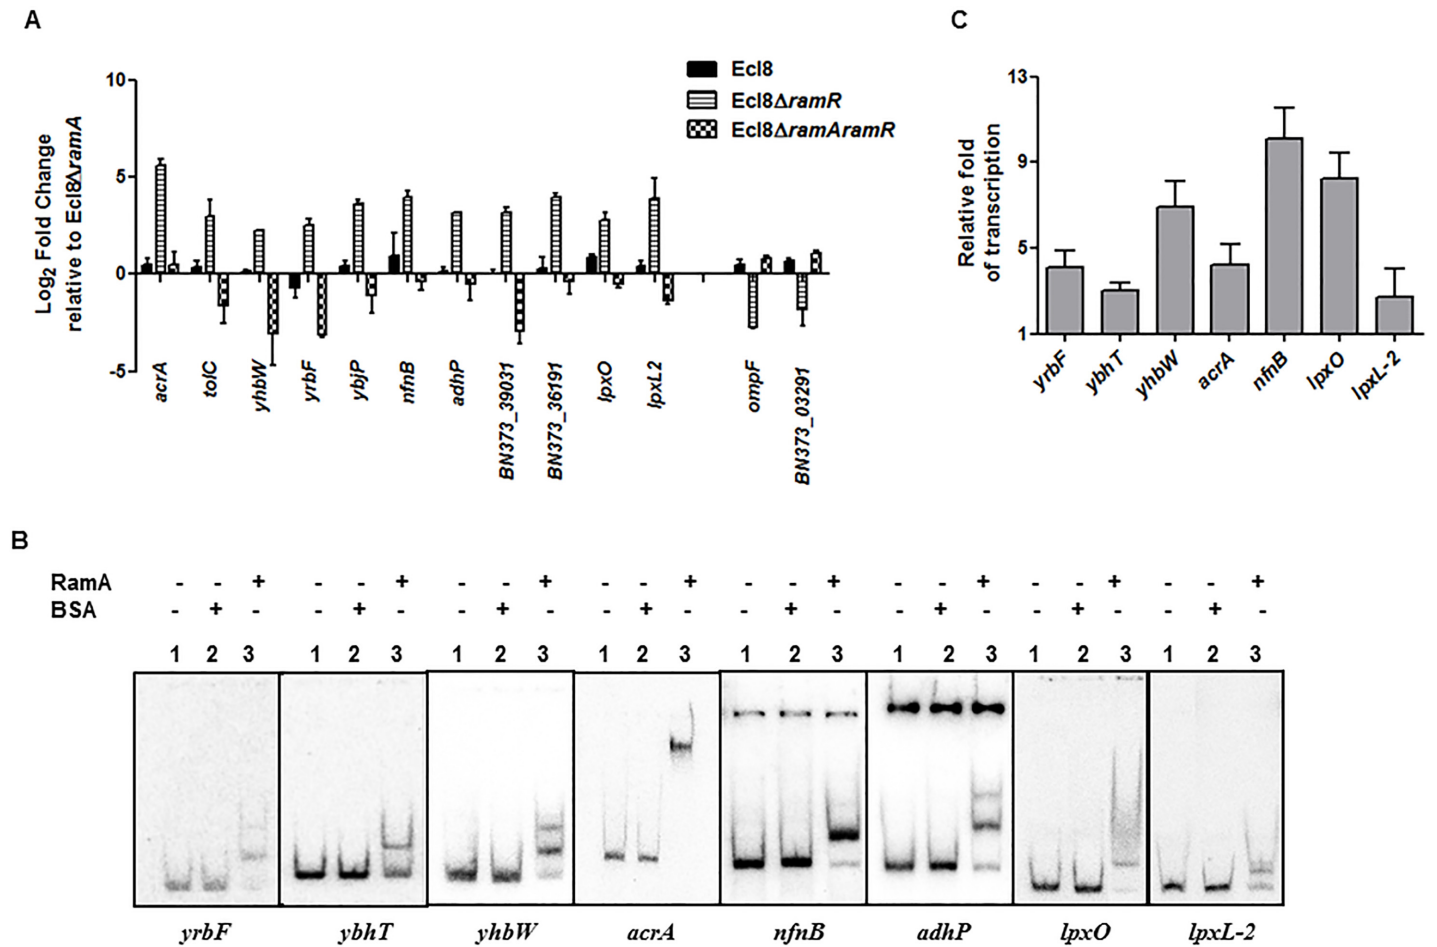 A
Log2 Fold Change
relative to Ecl8ΔramA
10
5
0
-5
Ecl8
Ecl8ΔramR
Ecl8ΔramAramR
acrA tolC yhbW yrbF ybjP nfnB adhP BN373_39031 BN373_36191 lpxO lpxL2 ompF BN373_03291
C
Relative fold
of transcription
13
9
5
1
yrbF ybhT yhbW acrA nfnB lpxO lpxL-2
B
RamA - - + - - + - - + - - + - - + - - + - - + - - +
BSA - + - - + - - + - - + - - + - - + - - + - - + -
1 2 3 1 2 3 1 2 3 1 2 3 1 2 3 1 2 3 1 2 3 1 2 3
yrbF ybhT yhbW acrA nfnB adhP lpxO lpxL-2